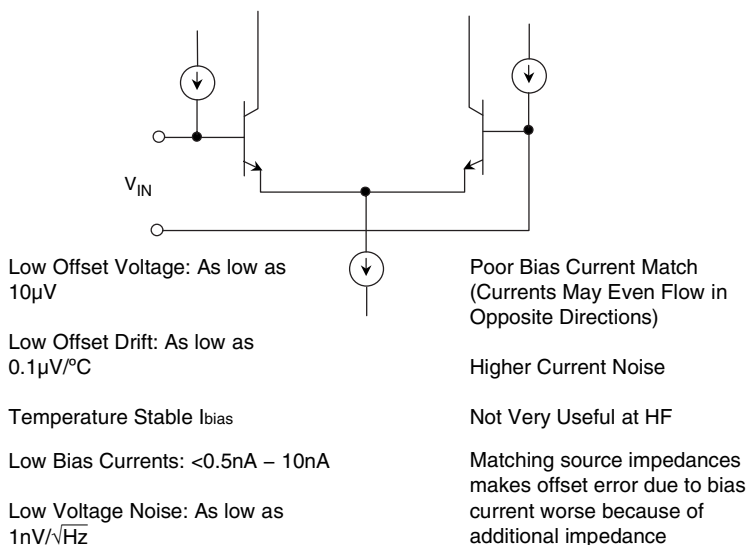 V_IN
Low Offset Voltage: As low as
10µV
Low Offset Drift: As low as
0.1µV/ºC
Temperature Stable Ibias
Low Bias Currents: <0.5nA – 10nA
Low Voltage Noise: As low as
1nV/√Hz
Poor Bias Current Match
(Currents May Even Flow in
Opposite Directions)
Higher Current Noise
Not Very Useful at HF
Matching source impedances
makes offset error due to bias
current worse because of
additional impedance